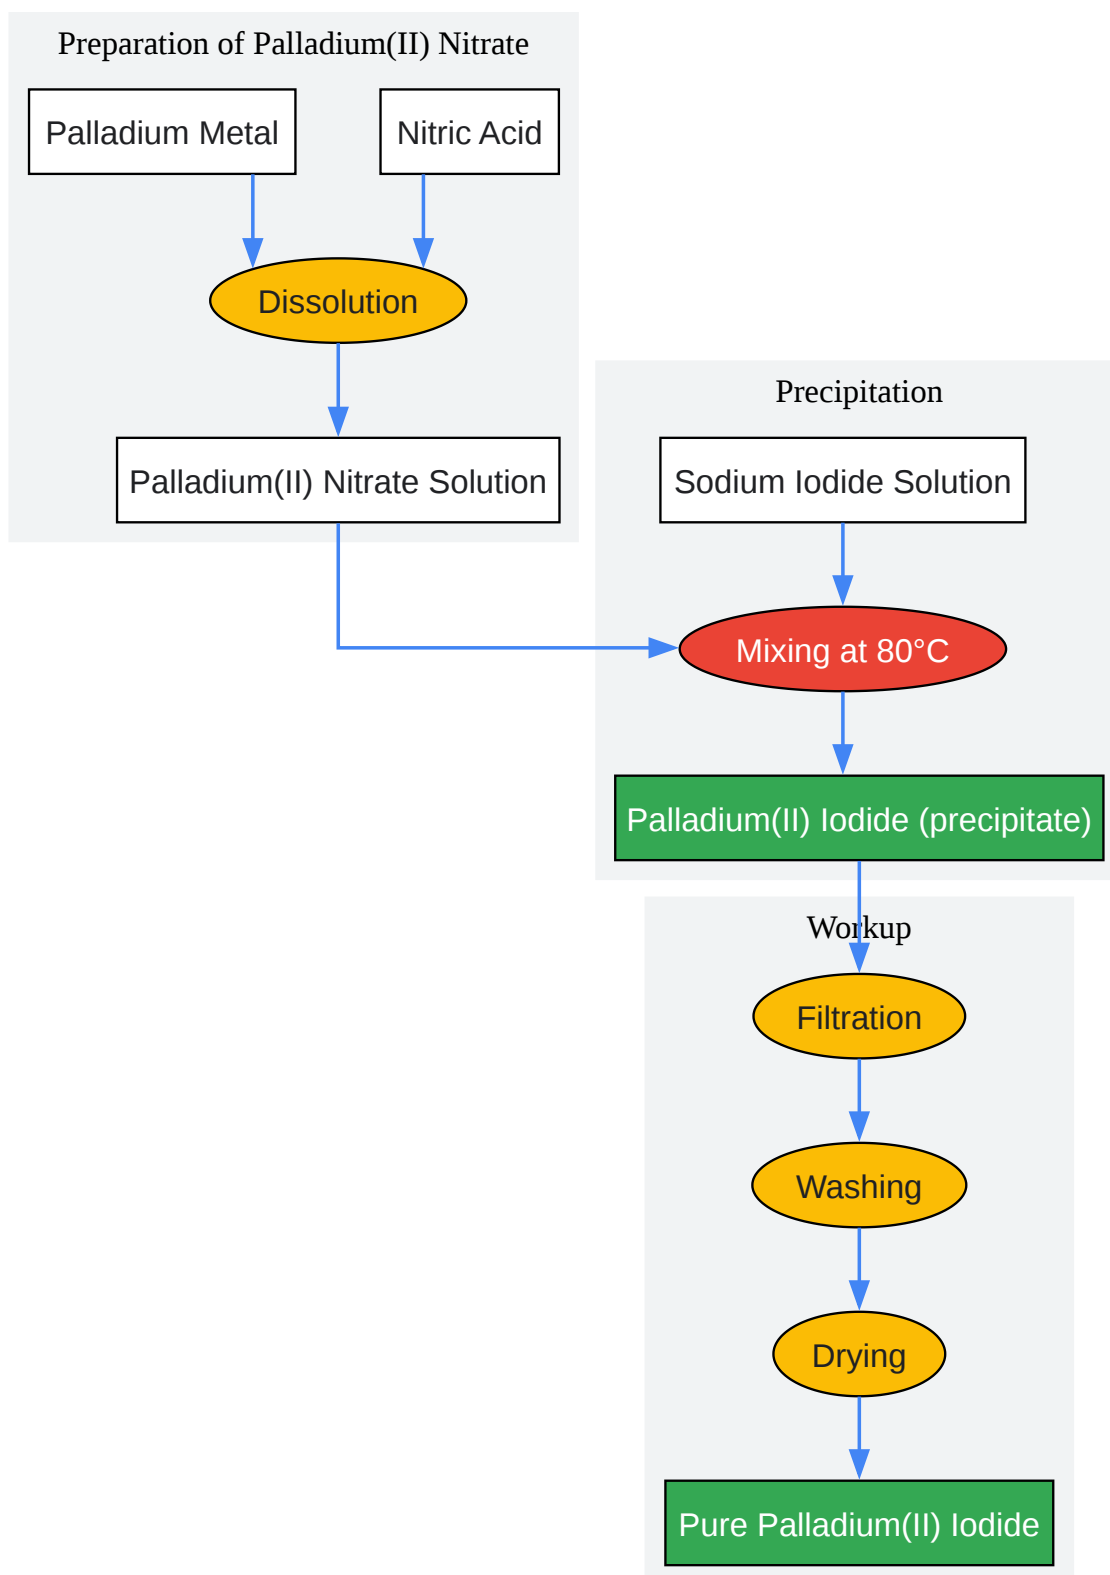 Preparation of Palladium(II) Nitrate
Palladium Metal
Nitric Acid
Dissolution
Palladium(II) Nitrate Solution
Precipitation
Sodium Iodide Solution
Mixing at 80°C
Palladium(II) Iodide (precipitate)
Workup
Filtration
Washing
Drying
Pure Palladium(II) Iodide